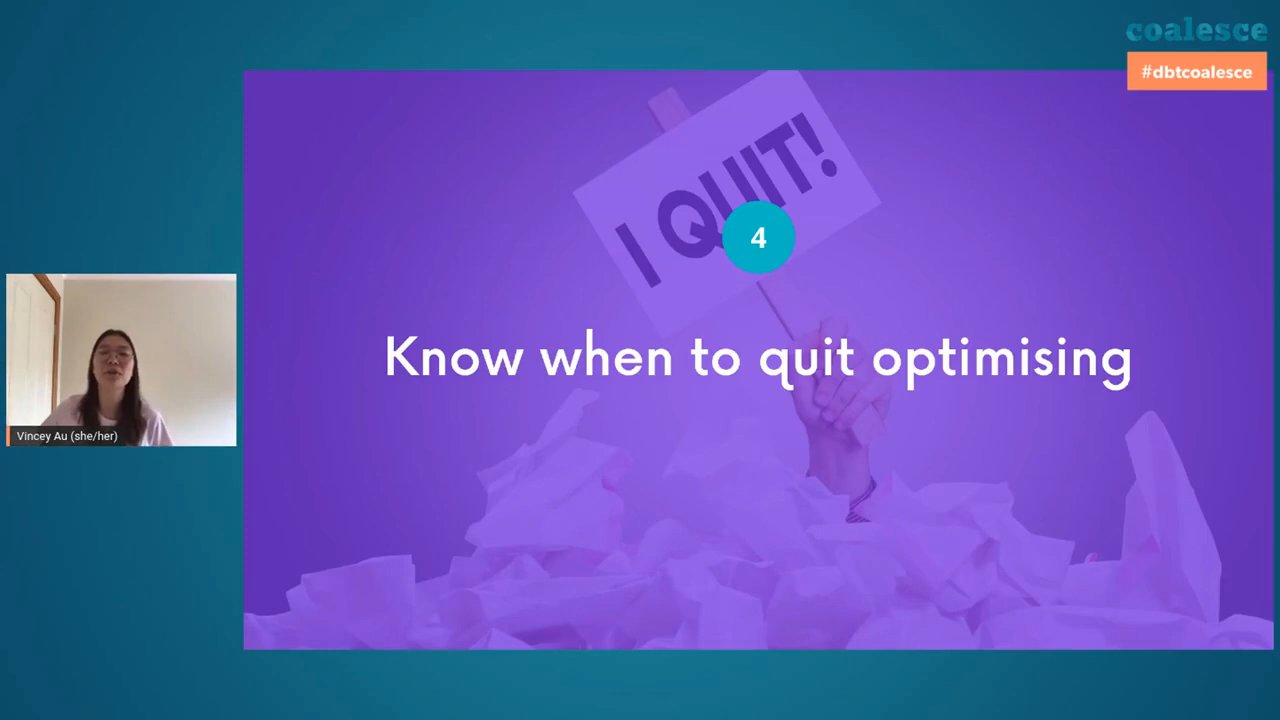 coalesce
#dbtcoalesce
I QUIT!
4
Know when to quit optimising
Vincey Au (she/her)